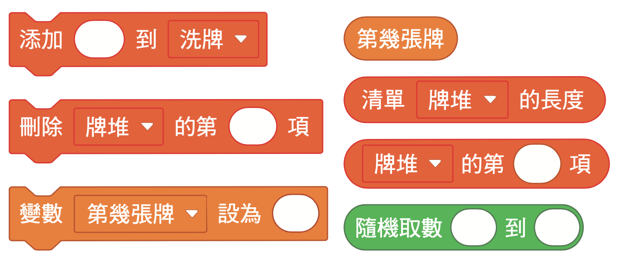 添加 到 洗牌
刪除 牌堆 的第 項
變數 第幾張牌 設為
第幾張牌
清單 牌堆 的長度
牌堆 的第 項
隨機取數 到